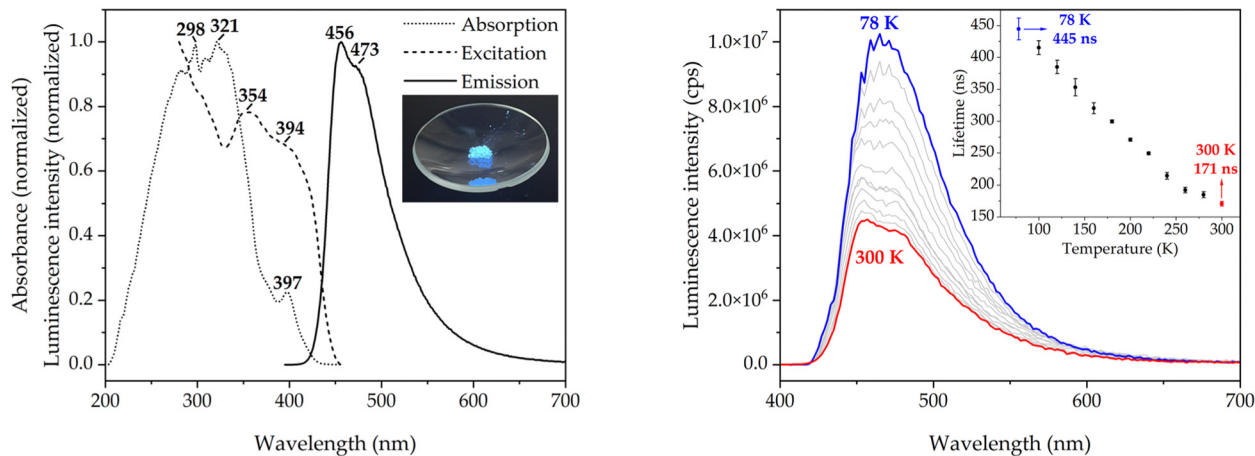 Absorbance (normalized)
Luminescence intensity (normalized)
1.0
0.8
0.6
0.4
0.2
0.0
200
300
400
500
600
700
Wavelength (nm)
298
321
354
394
397
456
473
Absorption
Excitation
Emission
Luminescence intensity (cps)
1.0×10⁷
8.0×10⁶
6.0×10⁶
4.0×10⁶
2.0×10⁶
0.0
400
500
600
700
Wavelength (nm)
78 K
300 K
Lifetime (ns)
450
400
350
300
250
200
150
100
140
180
220
260
300
Temperature (K)
78 K
445 ns
300 K
171 ns